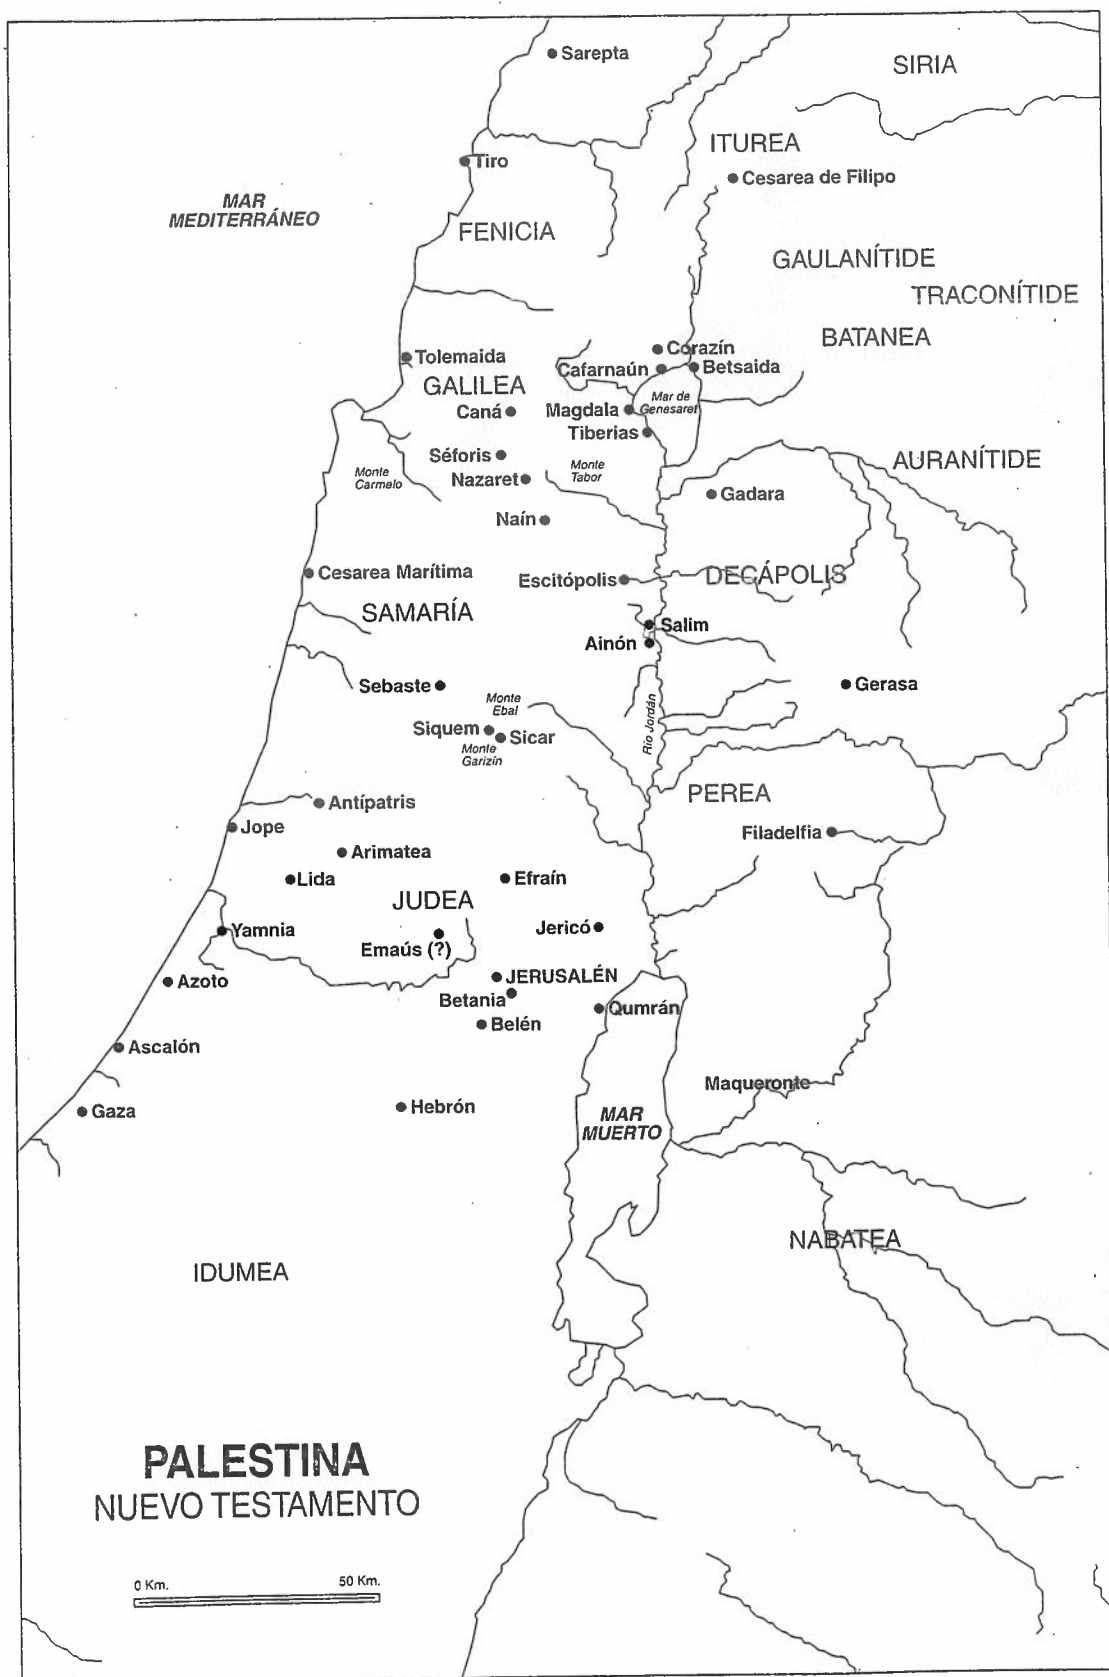 Sarepta
SIRIA
ITUREA
Tiro
Cesarea de Filipo
MAR
MEDITERRÁNEO
FENICIA
GAULANÍTIDE
TRACONÍTIDE
BATANEA
Corazín
Tolemaida
Cafarnaún
Betsaida
GALILEA
Mar de
Genesaret
Caná
Magdala
Tiberias
Séforis
AURANÍTIDE
Monte
Carmelo
Nazaret
Monte
Tabor
Gadara
Naín
Cesarea Marítima
Escitópolis
DECÁPOLIS
SAMARÍA
Salim
Ainón
Sebaste
Gerasa
Monte
Ebal
Río Jordán
Siquem
Sicar
Monte
Garizín
PEREA
Antípatris
Jope
Filadelfia
Arimatea
Lida
Efraín
JUDEA
Yamnia
Jericó
Emaús (?)
JERUSALÉN
Azoto
Betania
Qumrán
Belén
Ascalón
Maqueronte
Gaza
Hebrón
MAR
MUERTO
NABATEA
IDUMEA
PALESTINA
NUEVO TESTAMENTO
0 Km.
50 Km.